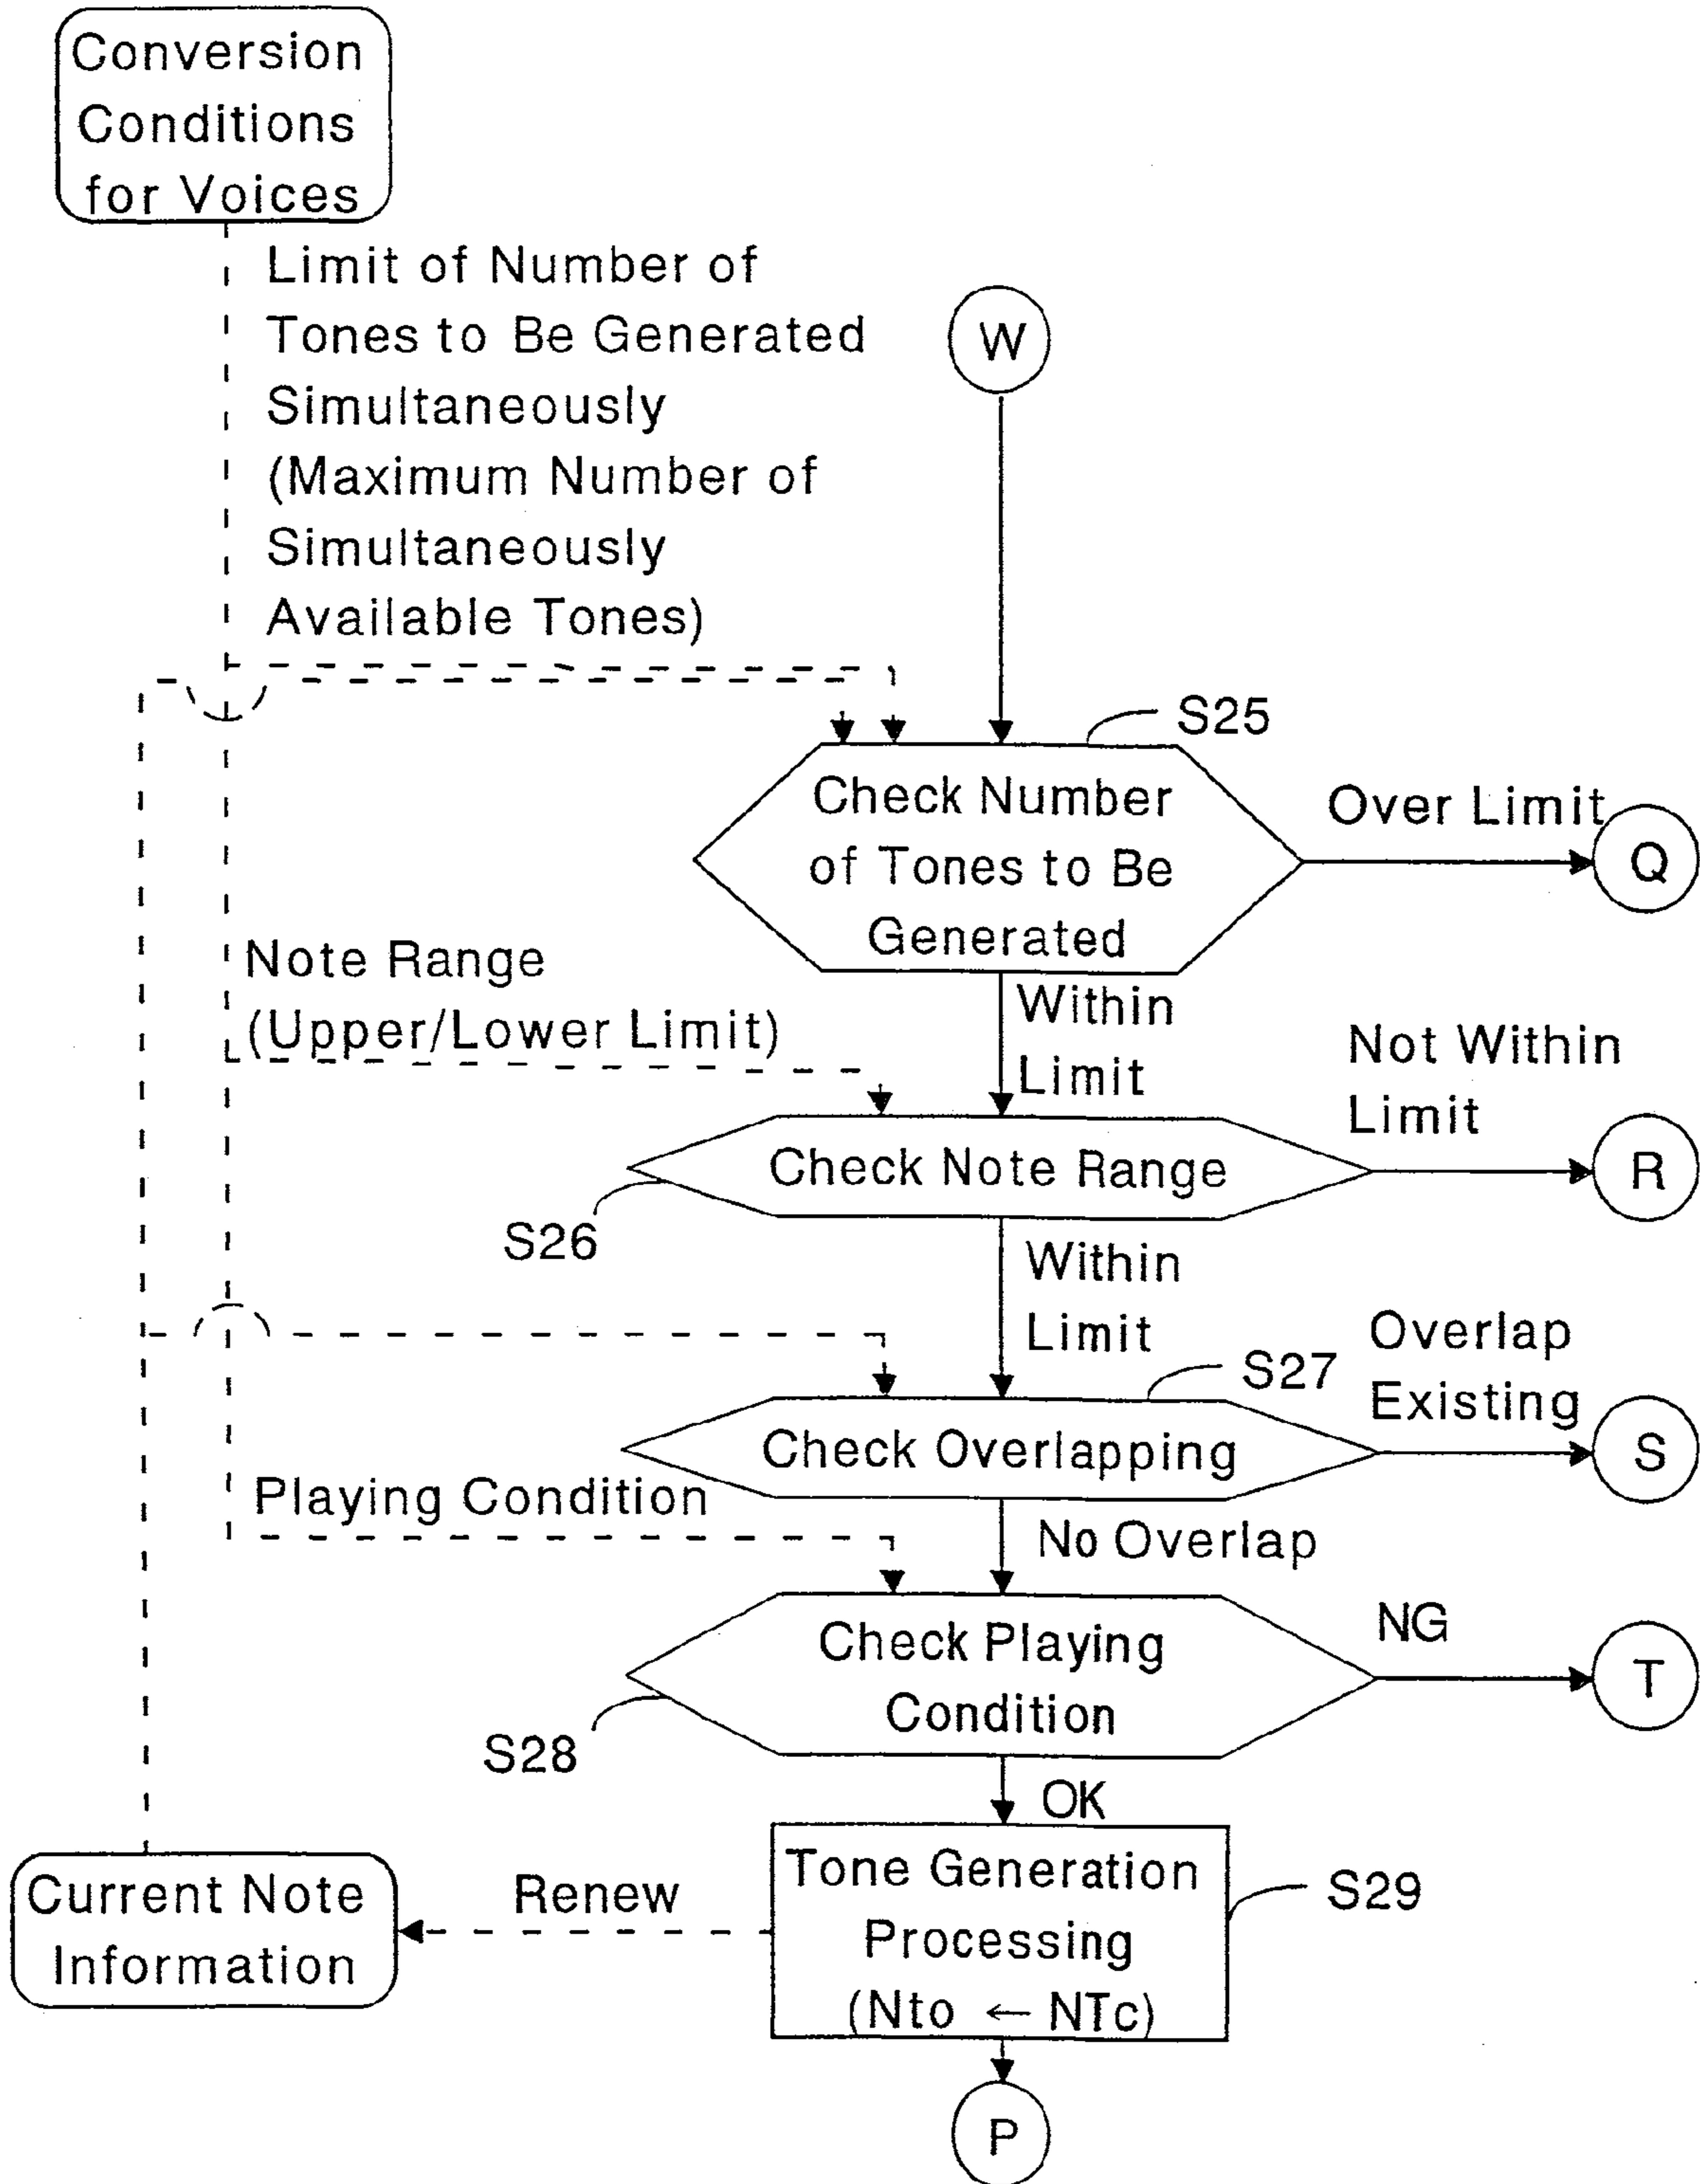 Conversion
Conditions
for Voices
Limit of Number of
Tones to Be Generated
Simultaneously
(Maximum Number of
Simultaneously
Available Tones)
W
S25
Check Number
of Tones to Be
Generated
Over Limit
Q
Note Range
(Upper/Lower Limit)
Within
Limit
Not Within
Limit
Check Note Range
R
S26
Within
Limit
Overlap
Existing
S27
Check Overlapping
S
Playing Condition
No Overlap
Check Playing
Condition
NG
T
S28
OK
Tone Generation
Processing
(Nto ← NTc)
S29
Renew
Current Note
Information
P